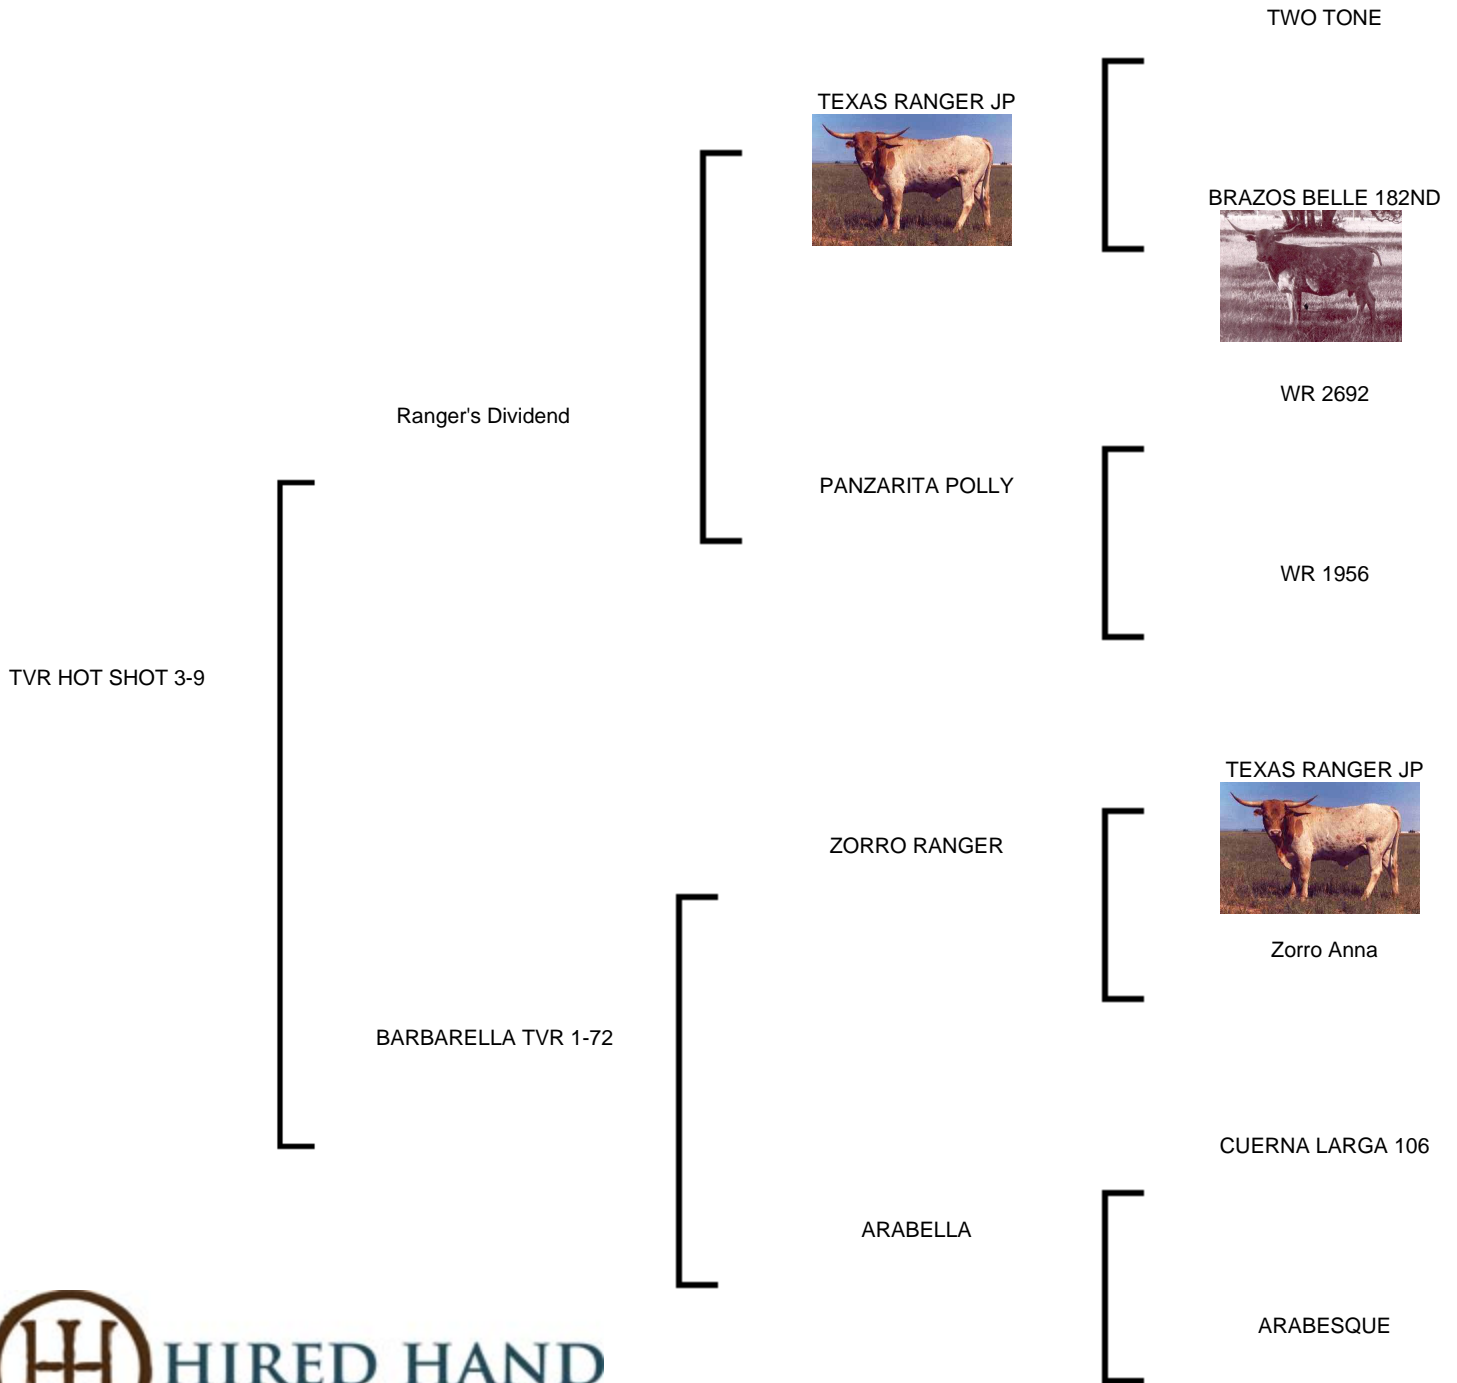 TWO TONE
TEXAS RANGER JP
BRAZOS BELLE 182ND
WR 2692
Ranger's Dividend
PANZARITA POLLY
WR 1956
TVR HOT SHOT 3-9
TEXAS RANGER JP
ZORRO RANGER
Zorro Anna
BARBARELLA TVR 1-72
CUERNA LARGA 106
ARABELLA
ARABESQUE
HIRED HAND